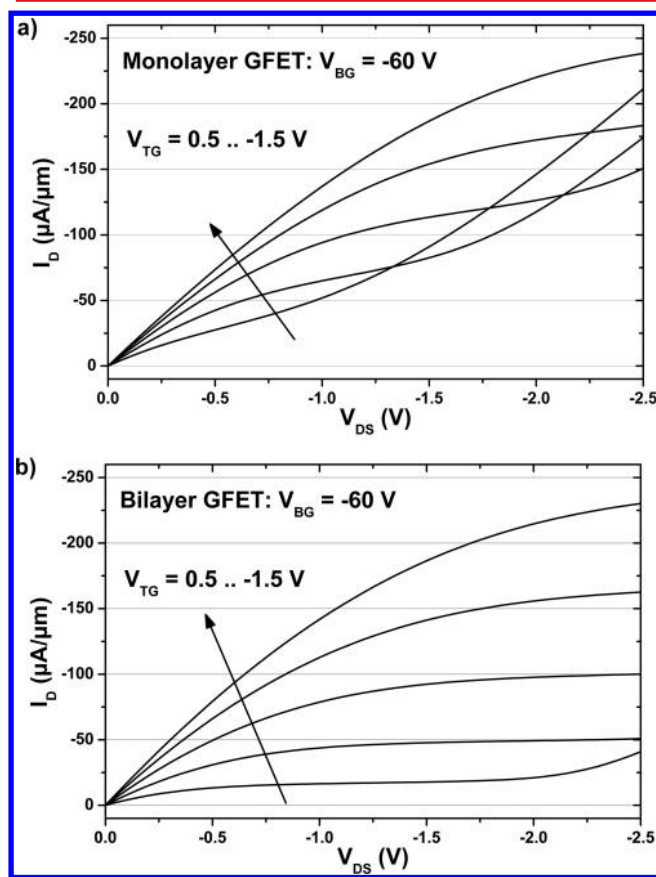 a)
Monolayer GFET: V_BG = -60 V
V_TG = 0.5 .. -1.5 V
I_D (µA/µm)
-250
-200
-150
-100
-50
0
0.0 -0.5 -1.0 -1.5 -2.0 -2.5
V_DS (V)
b)
Bilayer GFET: V_BG = -60 V
V_TG = 0.5 .. -1.5 V
I_D (µA/µm)
-250
-200
-150
-100
-50
0
0.0 -0.5 -1.0 -1.5 -2.0 -2.5
V_DS (V)